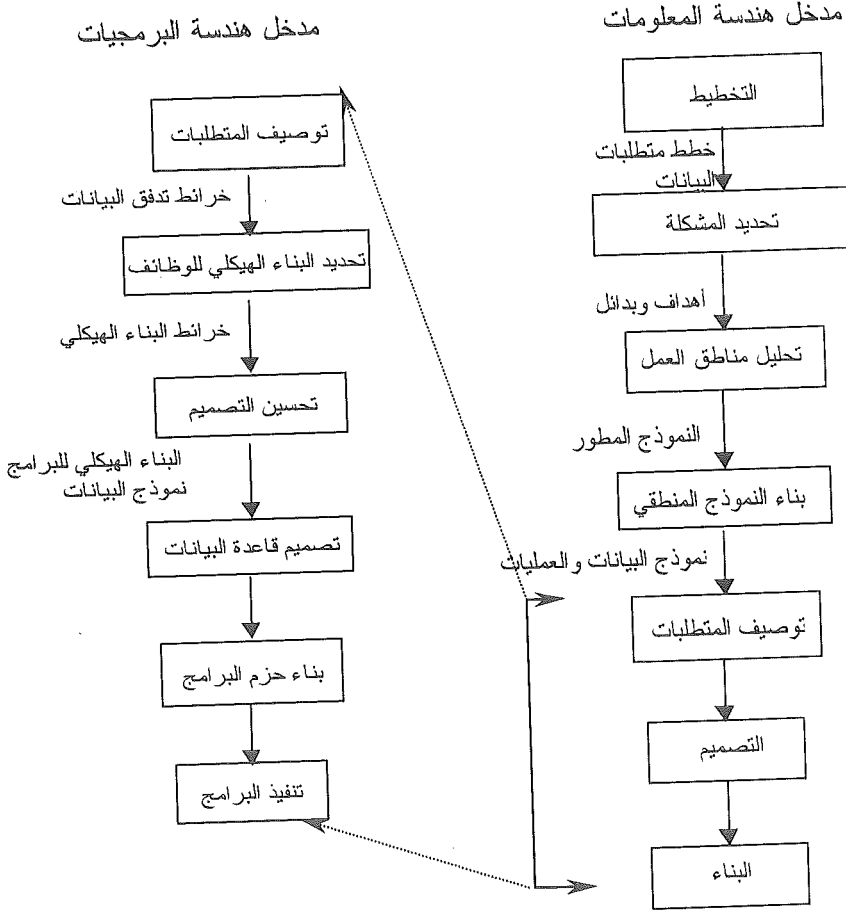 مدخل هندسة المعلومات
التخطيط
خطط متطلبات
البيانات
تحديد المشكلة
أهداف وبدائل
تحليل مناطق العمل
النموذج المطور
بناء النموذج المنطقي
نموذج البيانات والعمليات
توصيف المتطلبات
التصميم
البناء
مدخل هندسة البرمجيات
توصيف المتطلبات
خرائط تدفق البيانات
تحديد البناء الهيكلي للوظائف
خرائط البناء الهيكلي
تحسين التصميم
البناء الهيكلي للبرامج
نموذج البيانات
تصميم قاعدة البيانات
بناء حزم البرامج
تنفيذ البرامج